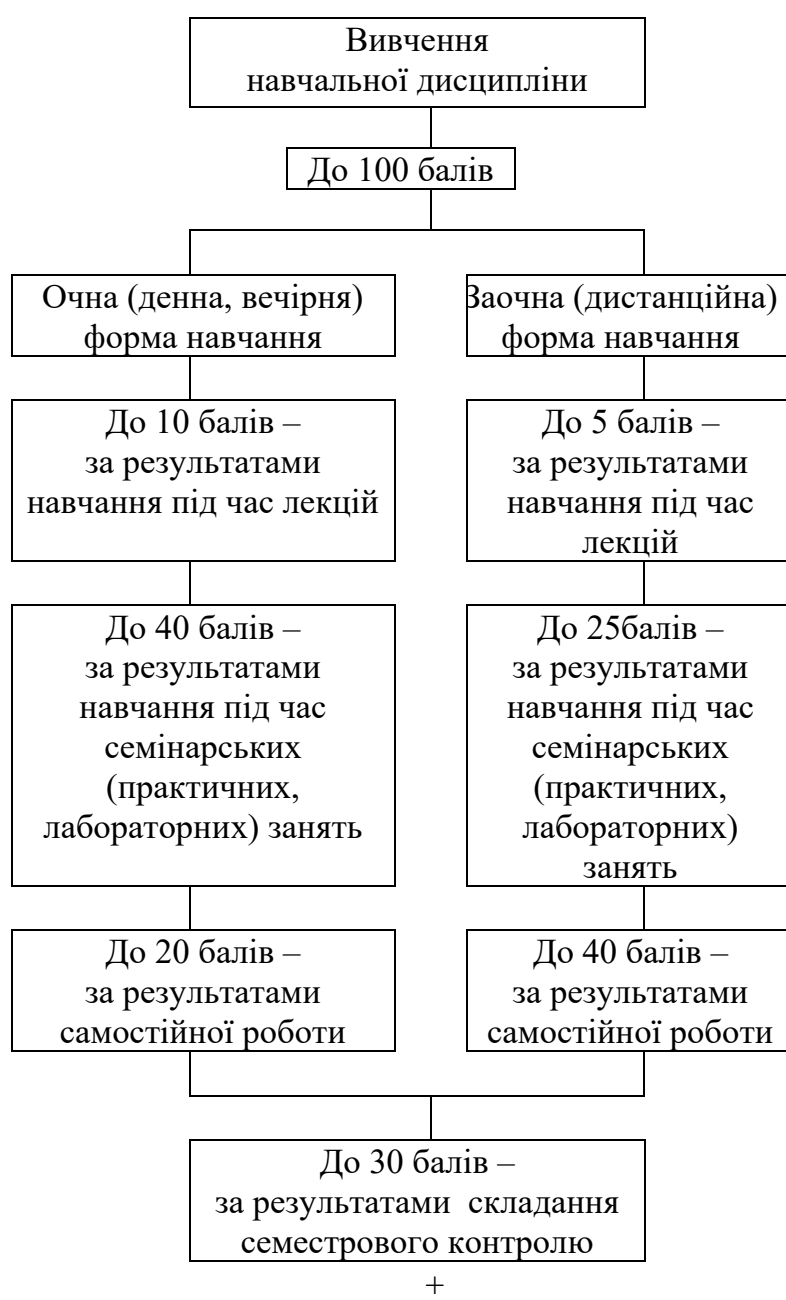 Вивчення
навчальної дисципліни
До 100 балів
Очна (денна, вечірня)
форма навчання
Заочна (дистанційна)
форма навчання
До 10 балів –
за результатами
навчання під час лекцій
До 5 балів –
за результатами
навчання під час
лекцій
До 40 балів –
за результатами
навчання під час
семінарських
(практичних,
лабораторних) занять
До 25балів –
за результатами
навчання під час
семінарських
(практичних,
лабораторних)
занять
До 20 балів –
за результатами
самостійної роботи
До 40 балів –
за результатами
самостійної роботи
До 30 балів –
за результатами складання
семестрового контролю
+